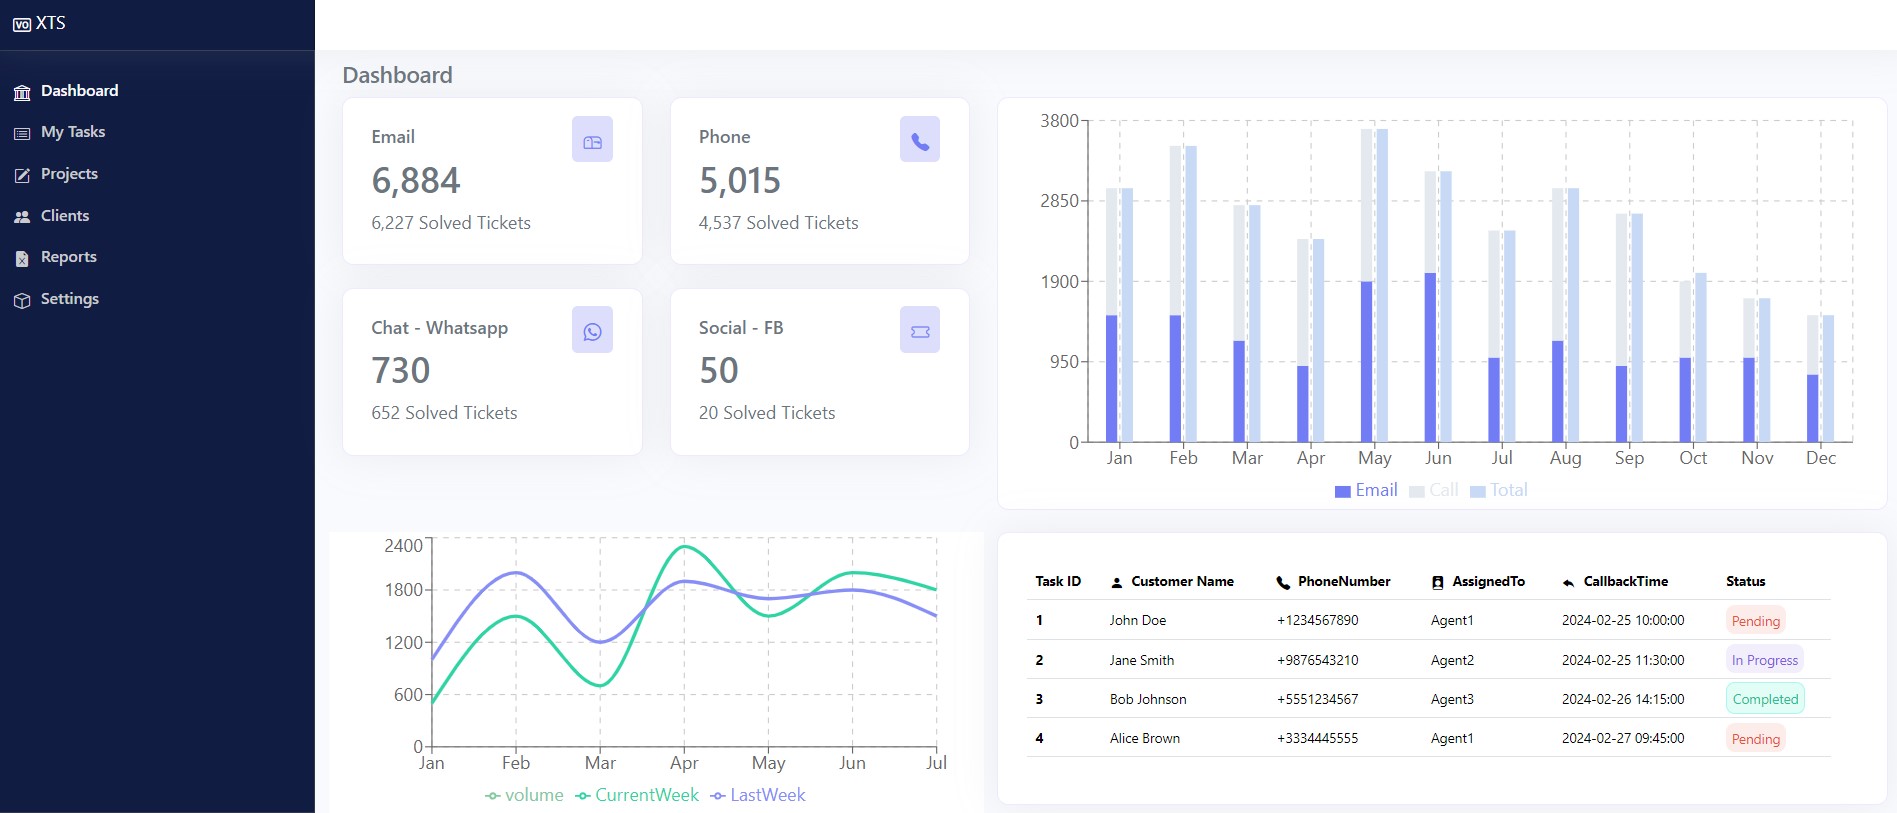 VO XTS
Dashboard
My Tasks
Projects
Clients
Reports
Settings
Dashboard
Email
6,884
6,227 Solved Tickets
Phone
5,015
4,537 Solved Tickets
Chat - Whatsapp
730
652 Solved Tickets
Social - FB
50
20 Solved Tickets
3800
2850
1900
950
0
Jan Feb Mar Apr May Jun Jul Aug Sep Oct Nov Dec
Email Call Total
2400
1800
1200
600
0
Jan Feb Mar Apr May Jun Jul
volume CurrentWeek LastWeek
Task ID Customer Name PhoneNumber AssignedTo CallbackTime Status
1 John Doe +1234567890 Agent1 2024-02-25 10:00:00 Pending
2 Jane Smith +9876543210 Agent2 2024-02-25 11:30:00 In Progress
3 Bob Johnson +5551234567 Agent3 2024-02-26 14:15:00 Completed
4 Alice Brown +3334445555 Agent1 2024-02-27 09:45:00 Pending